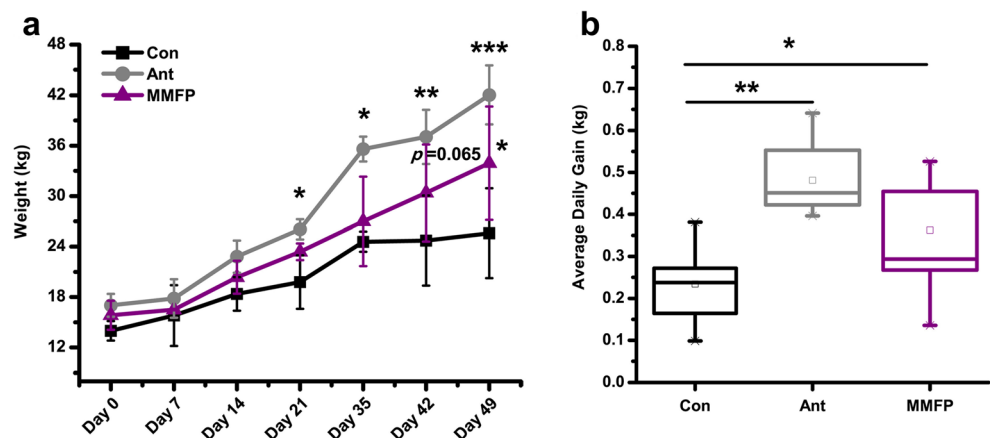 a
Weight (kg)
48
42
36
30
24
18
12
Con
Ant
MMFP
*
*
**
***
p=0.065
*
Day 0
Day 7
Day 14
Day 21
Day 35
Day 42
Day 49
b
Average Daily Gain (kg)
0.8
0.7
0.6
0.5
0.4
0.3
0.2
0.1
0.0
*
**
Con
Ant
MMFP